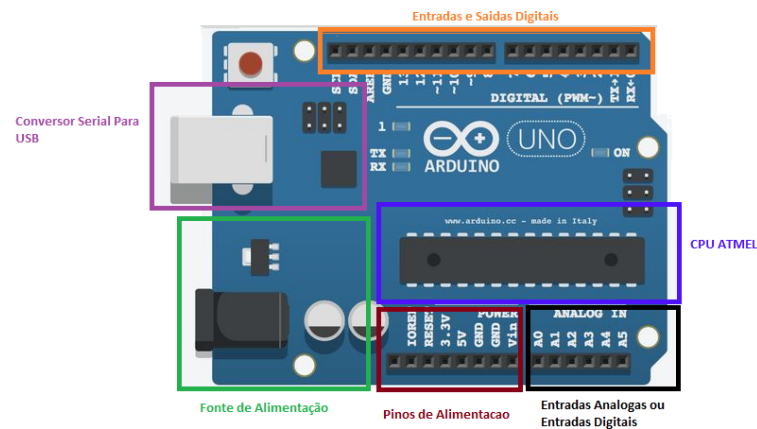 Entradas e Saidas Digitais
Conversor Serial Para
USB
AREF
GND
13
12
~11
~10
~9
8
7
4
2
TX→1
RX←0
DIGITAL (PWM~)
1
TX
RX
UNO
ON
ARDUINO
www.arduino.cc - made in Italy
CPU ATMEL
POWER
ANALOG IN
IOREF
RESET
3.3V
5V
GND
GND
Vin
A0
A1
A2
A3
A4
A5
Fonte de Alimentação
Pinos de Alimentacao
Entradas Analogas ou
Entradas Digitais